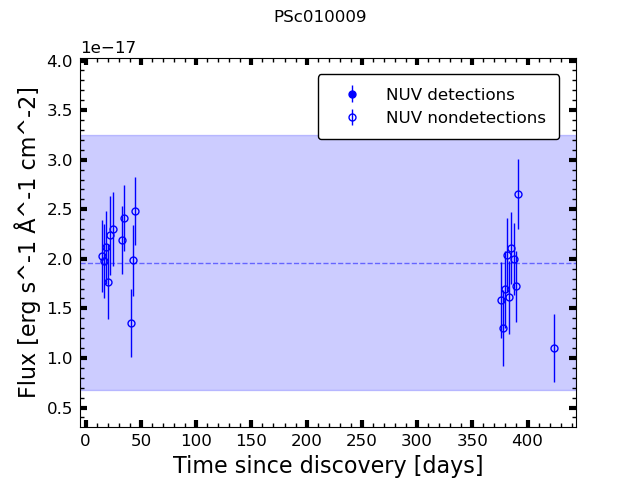 PSc010009
1e−17
4.0
3.5
3.0
2.5
2.0
1.5
1.0
0.5
Flux [erg s^-1 Å^-1 cm^-2]
NUV detections
NUV nondetections
0 50 100 150 200 250 300 350 400
Time since discovery [days]